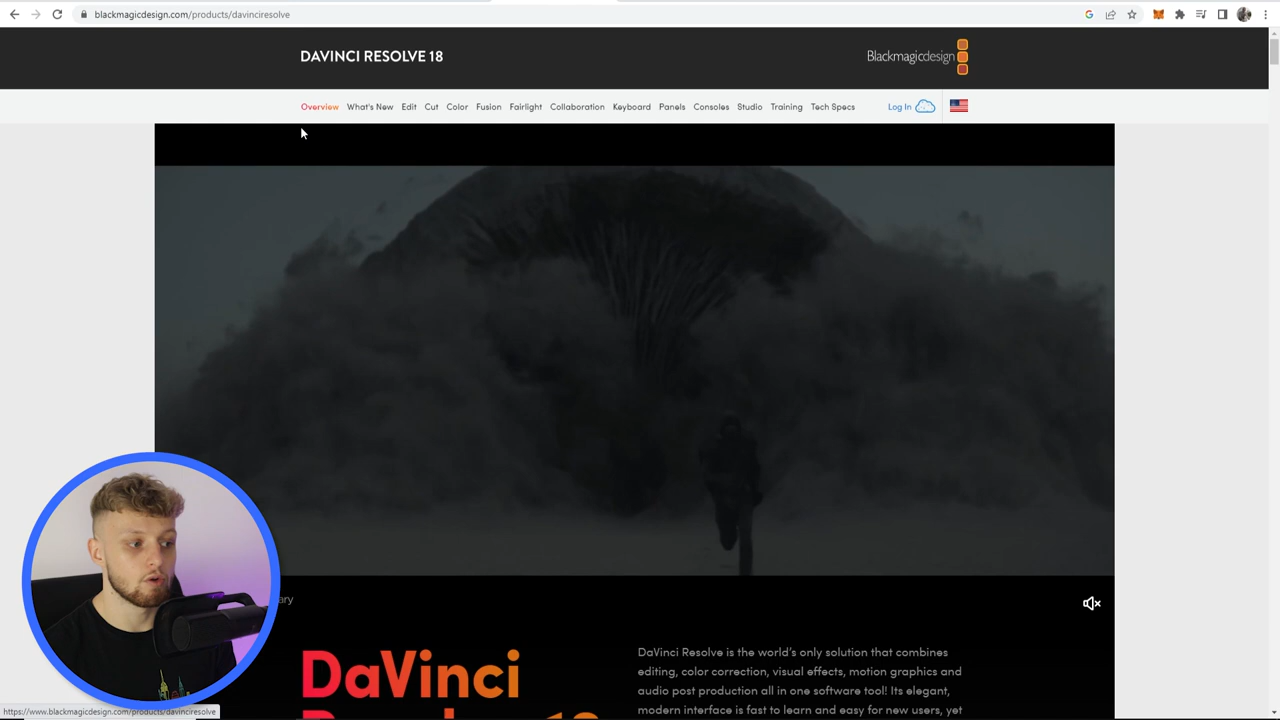 blackmagicdesign.com/products/davinciresolve
DAVINCI RESOLVE 18
Blackmagicdesign
Overview What's New Edit Cut Color Fusion Fairlight Collaboration Keyboard Panels Consoles Studio Training Tech Specs Log In
ary
DaVinci
DaVinci Resolve is the world's only solution that combines
editing, color correction, visual effects, motion graphics and
audio post production all in one software tool! Its elegant,
modern interface is fast to learn and easy for new users, yet
https://www.blackmagicdesign.com/products/davinciresolve